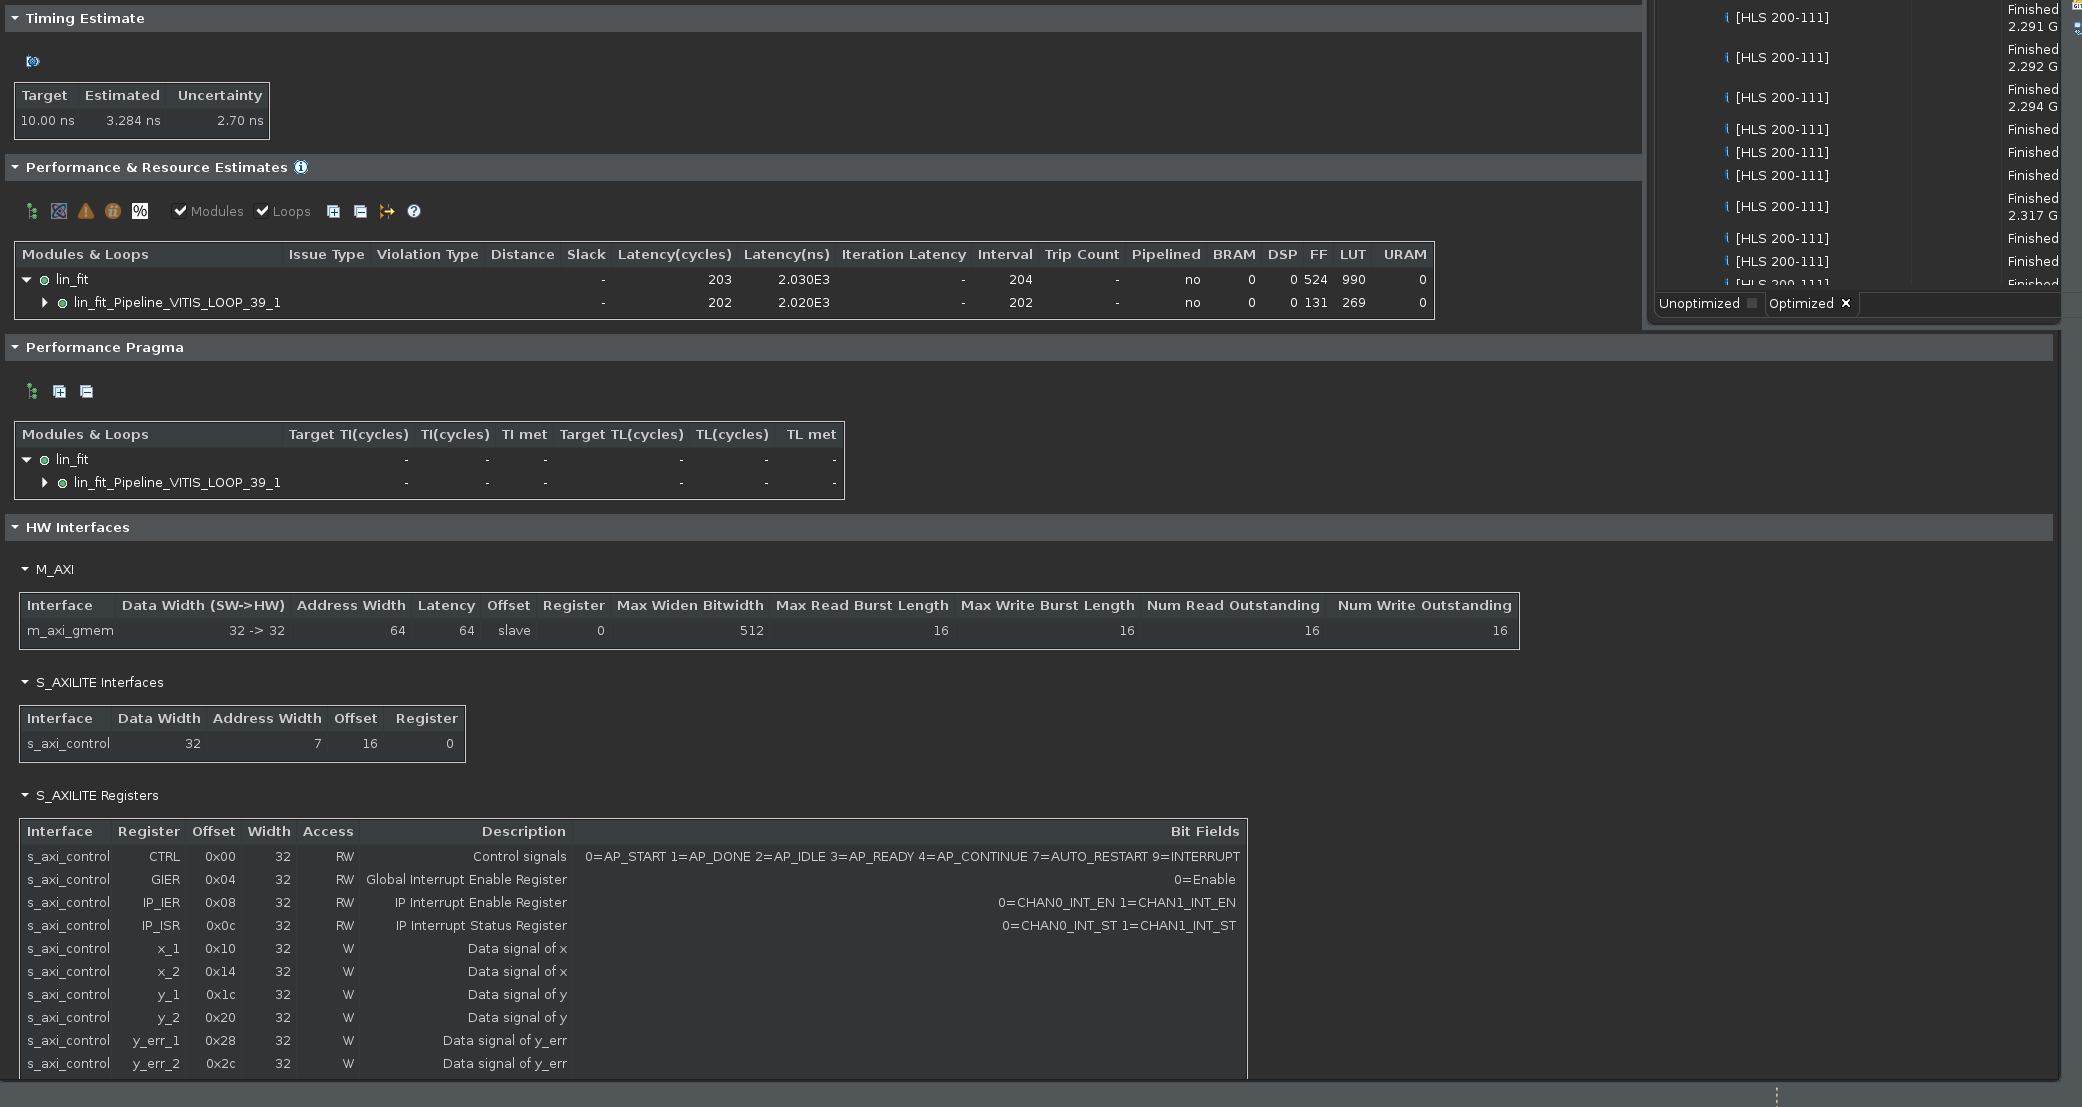 Timing Estimate
Target Estimated Uncertainty
10.00 ns 3.284 ns 2.70 ns
Performance & Resource Estimates
% Modules Loops
Modules & Loops Issue Type Violation Type Distance Slack Latency(cycles) Latency(ns) Iteration Latency Interval Trip Count Pipelined BRAM DSP FF LUT URAM
lin_fit - 203 2.030E3 - 204 - no 0 0 524 990 0
lin_fit_Pipeline_VITIS_LOOP_39_1 - 202 2.020E3 - 202 - no 0 0 131 269 0
Performance Pragma
Modules & Loops Target TI(cycles) TI(cycles) TI met Target TL(cycles) TL(cycles) TL met
lin_fit - - - - - -
lin_fit_Pipeline_VITIS_LOOP_39_1 - - - - - -
HW Interfaces
M_AXI
Interface Data Width (SW->HW) Address Width Latency Offset Register Max Widen Bitwidth Max Read Burst Length Max Write Burst Length Num Read Outstanding Num Write Outstanding
m_axi_gmem 32 -> 32 64 64 slave 0 512 16 16 16 16
S_AXILITE Interfaces
Interface Data Width Address Width Offset Register
s_axi_control 32 7 16 0
S_AXILITE Registers
Interface Register Offset Width Access Description Bit Fields
s_axi_control CTRL 0x00 32 RW Control signals 0=AP_START 1=AP_DONE 2=AP_IDLE 3=AP_READY 4=AP_CONTINUE 7=AUTO_RESTART 9=INTERRUPT
s_axi_control GIER 0x04 32 RW Global Interrupt Enable Register 0=Enable
s_axi_control IP_IER 0x08 32 RW IP Interrupt Enable Register 0=CHAN0_INT_EN 1=CHAN1_INT_EN
s_axi_control IP_ISR 0x0c 32 RW IP Interrupt Status Register 0=CHAN0_INT_ST 1=CHAN1_INT_ST
s_axi_control x_1 0x10 32 W Data signal of x
s_axi_control x_2 0x14 32 W Data signal of x
s_axi_control y_1 0x1c 32 W Data signal of y
s_axi_control y_2 0x20 32 W Data signal of y
s_axi_control y_err_1 0x28 32 W Data signal of y_err
s_axi_control y_err_2 0x2c 32 W Data signal of y_err
[HLS 200-111] Finished
2.291 G
[HLS 200-111] Finished
2.292 G
[HLS 200-111] Finished
2.294 G
[HLS 200-111] Finished
[HLS 200-111] Finished
[HLS 200-111] Finished
[HLS 200-111] Finished
2.317 G
[HLS 200-111] Finished
[HLS 200-111] Finished
Unoptimized Optimized